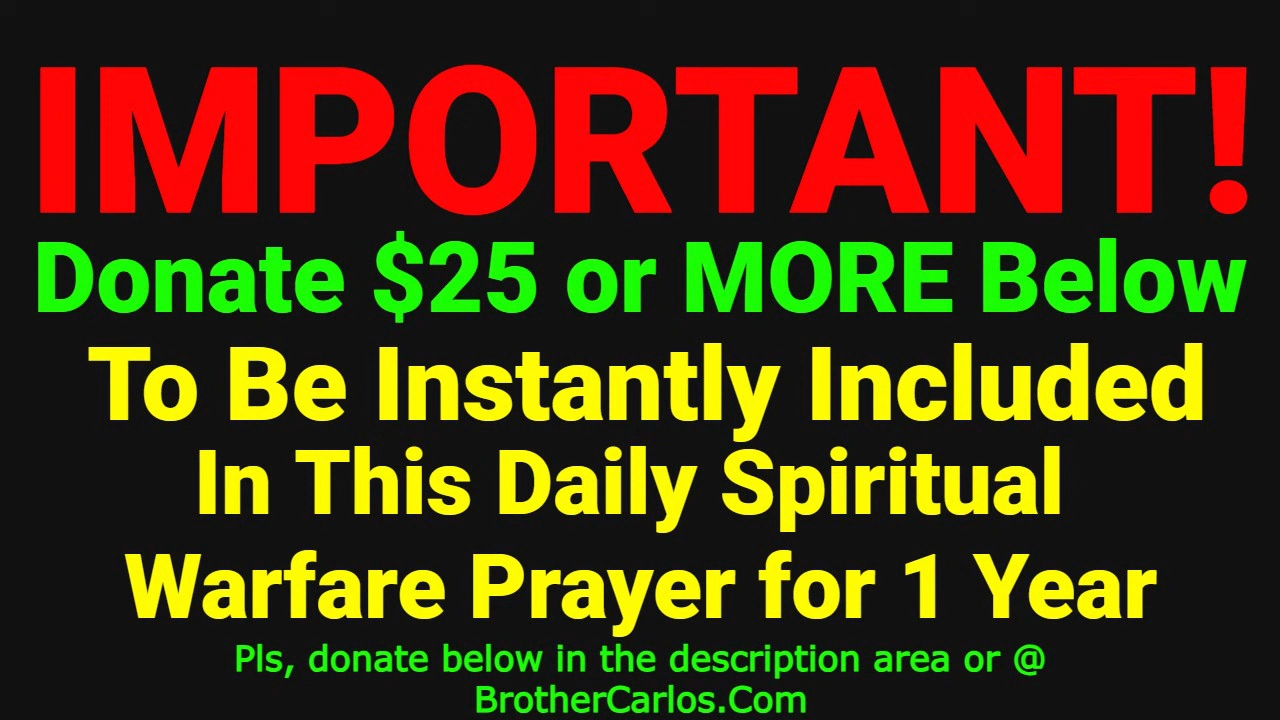 IMPORTANT!
Donate $25 or MORE Below
To Be Instantly Included
In This Daily Spiritual
Warfare Prayer for 1 Year
Pls, donate below in the description area or @
BrotherCarlos.Com